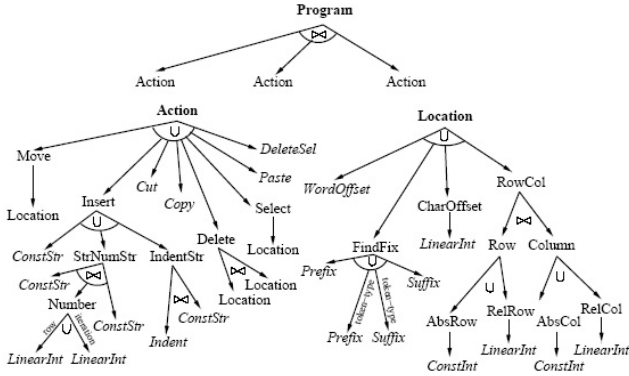 Program
⋈
Action Action Action
Action
∪
Move
Location
Insert
∪
Cut
Copy
DeleteSel
Paste
Select
Location
Delete
⋈
Location
Location
ConstStr
StrNumStr
IndentStr
ConstStr
⋈
ConstStr
Number
row
∪
iteration
LinearInt LinearInt
⋈
ConstStr
Indent
Location
∪
WordOffset
CharOffset
LinearInt
RowCol
⋈
FindFix
∪
Prefix
Suffix
token-type
token-type
Prefix Suffix
Row Column
∪
∪
AbsRow RelRow AbsCol RelCol
ConstInt LinearInt ConstInt LinearInt